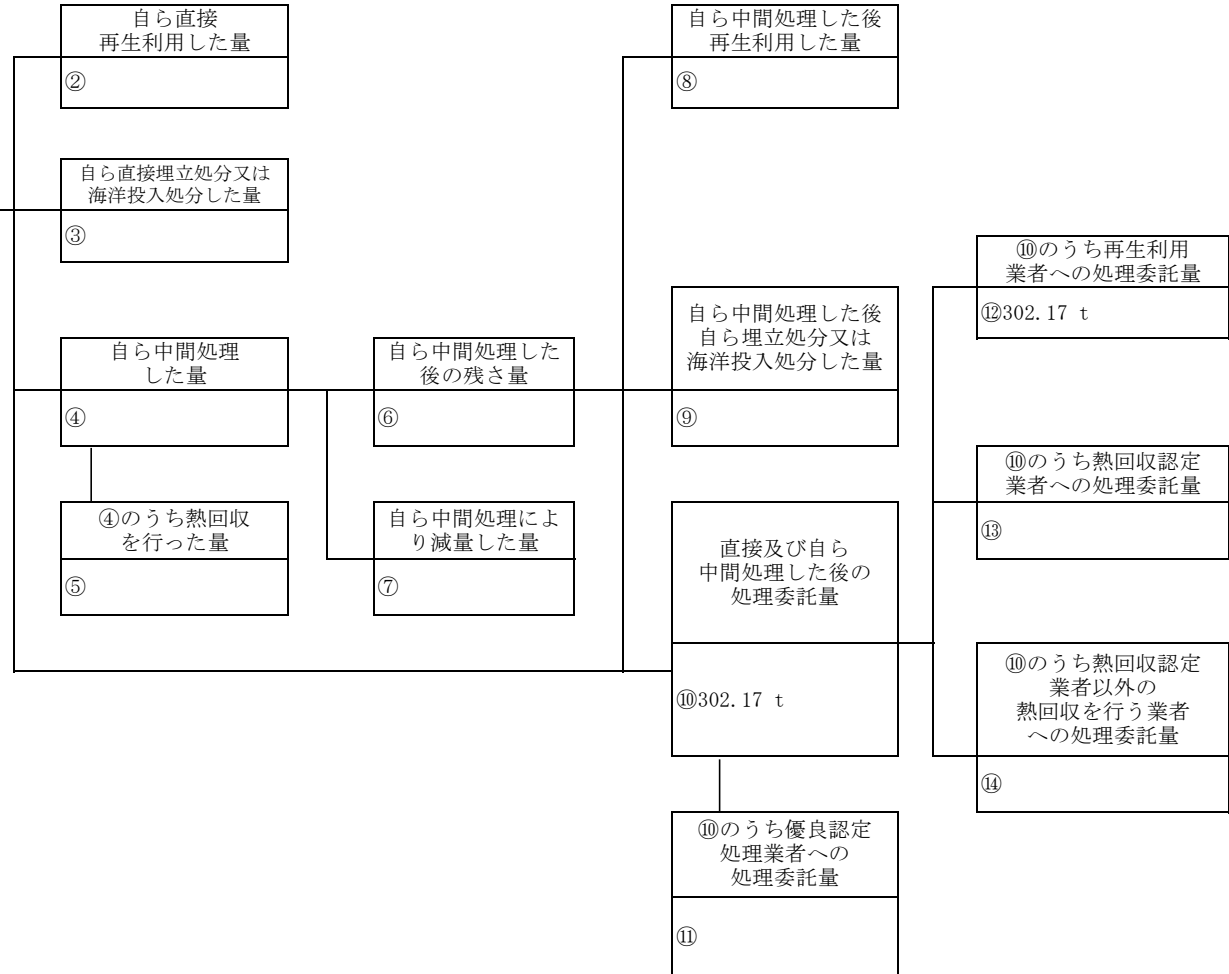 自ら直接
再生利用した量
②
自ら直接埋立処分又は
海洋投入処分した量
③
自ら中間処理
した量
④
④のうち熱回収
を行った量
⑤
自ら中間処理した
後の残さ量
⑥
自ら中間処理によ
り減量した量
⑦
自ら中間処理した後
再生利用した量
⑧
自ら中間処理した後
自ら埋立処分又は
海洋投入処分した量
⑨
直接及び自ら
中間処理した後の
処理委託量
⑩302.17 t
⑩のうち優良認定
処理業者への
処理委託量
⑪
⑩のうち再生利用
業者への処理委託量
⑫302.17 t
⑩のうち熱回収認定
業者への処理委託量
⑬
⑩のうち熱回収認定
業者以外の
熱回収を行う業者
への処理委託量
⑭